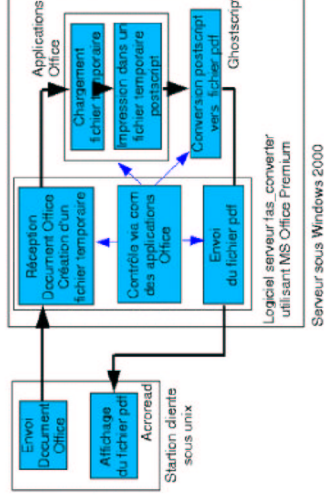 Envoi
Document
Office
Affichage
du fichier pdf
Acroread
Startion cliente
sous unix
Réception
Document Office
Création d'un
fichier temporaire
Contrôle via com
des applications
Office
Envoi
du fichier pdf
Logiciel serveur fas_converter
utilisant MS Office Premium
Applications
Office
Chargement
fichier temporaire
Impression dans un
fichier temporaire
postscript
Conversion postscript
vers fichier pdf
Ghostscript
Serveur sous Windows 2000